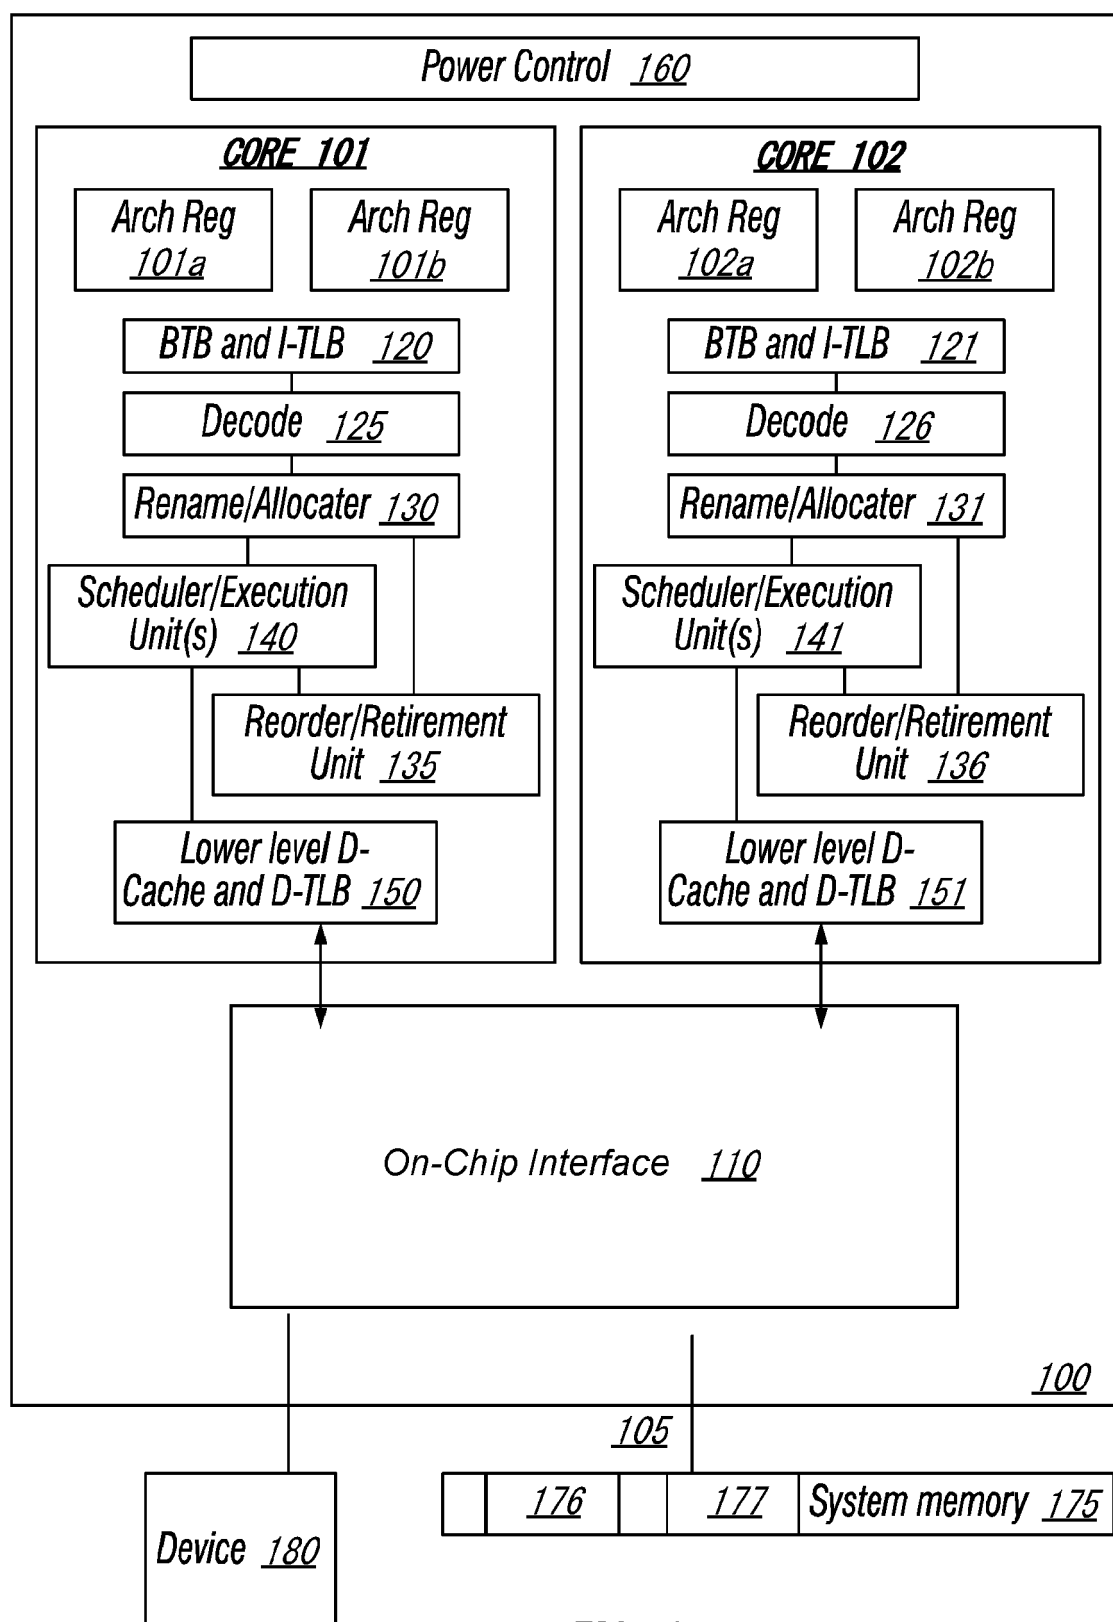 Power Control 160
CORE 101
Arch Reg
101a
Arch Reg
101b
BTB and I-TLB 120
Decode 125
Rename/Allocater 130
Scheduler/Execution
Unit(s) 140
Reorder/Retirement
Unit 135
Lower level D-
Cache and D-TLB 150
CORE 102
Arch Reg
102a
Arch Reg
102b
BTB and I-TLB 121
Decode 126
Rename/Allocater 131
Scheduler/Execution
Unit(s) 141
Reorder/Retirement
Unit 136
Lower level D-
Cache and D-TLB 151
On-Chip Interface 110
100
105
176
177
System memory 175
Device 180